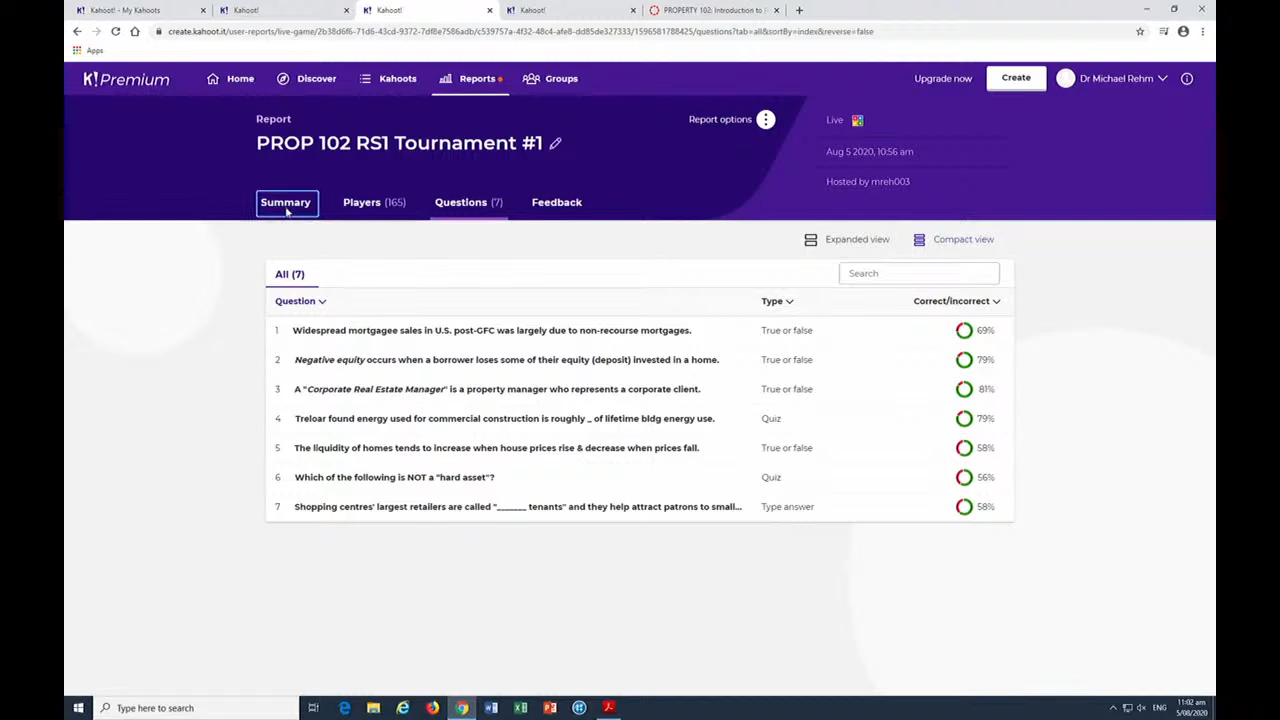 Kahoot! - My Kahoots
Kahoot!
Kahoot!
Kahoot!
PROPERTY 102: Introduction to
create.kahoot.it/user-reports/live-game/2b38d6f6-71d6-43cd-9372-7df8e7586adb/c539757a-4f32-48c4-afe8-dd85de327333/1596581788425/questions?tab=all&sortBy=index&reverse=false
Apps
K! Premium
Home
Discover
Kahoots
Reports
Groups
Upgrade now
Create
Dr Michael Rehm
Report
Report options
Live
PROP 102 RS1 Tournament #1
Aug 5 2020, 10:56 am
Hosted by mreh003
Summary
Players (165)
Questions (7)
Feedback
Expanded view
Compact view
All (7)
Search
Question
Type
Correct/incorrect
1 Widespread mortgagee sales in U.S. post-GFC was largely due to non-recourse mortgages. True or false 69%
2 Negative equity occurs when a borrower loses some of their equity (deposit) invested in a home. True or false 79%
3 A "Corporate Real Estate Manager" is a property manager who represents a corporate client. True or false 81%
4 Treloar found energy used for commercial construction is roughly _ of lifetime bldg energy use. Quiz 79%
5 The liquidity of homes tends to increase when house prices rise & decrease when prices fall. True or false 58%
6 Which of the following is NOT a "hard asset"? Quiz 56%
7 Shopping centres' largest retailers are called "_______ tenants" and they help attract patrons to small... Type answer 58%
Type here to search
ENG
11:02 am
5/08/2020